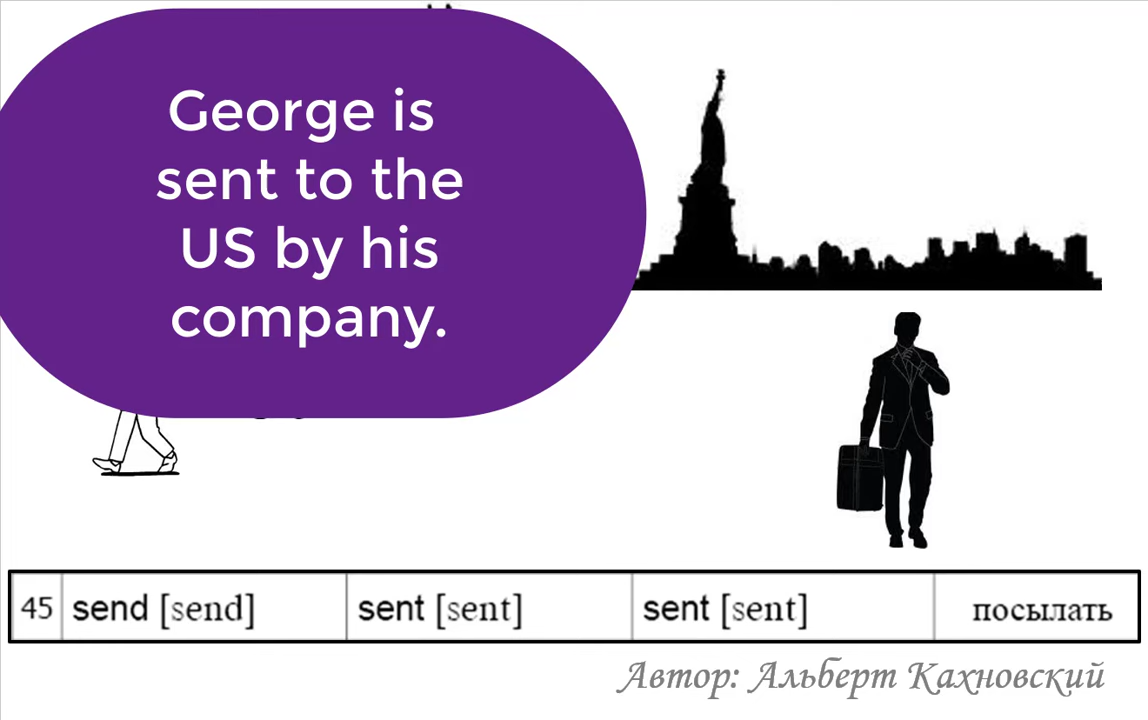 George is
sent to the
US by his
company.
45 send [send] sent [sent] sent [sent] посылать
Автор: Альберт Кахновский